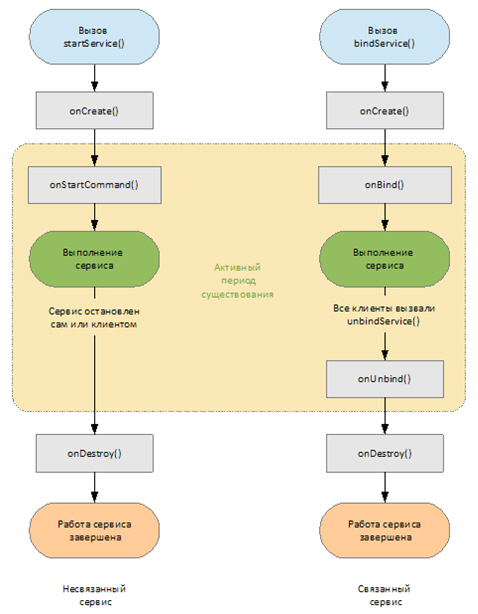 Вызов
startService()
onCreate()
onStartCommand()
Выполнение
сервиса
Сервис остановлен
сам или клиентом
onDestroy()
Работа сервиса
завершена
Несвязанный
сервис
Активный
период
существования
Вызов
bindService()
onCreate()
onBind()
Выполнение
сервиса
Все клиенты вызвали
unbindService()
onUnbind()
onDestroy()
Работа сервиса
завершена
Связанный
сервис